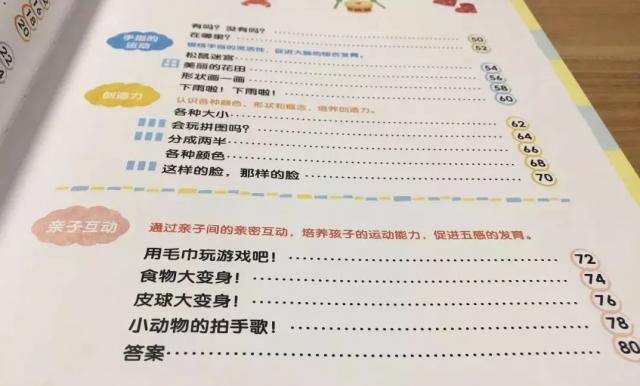 有吗？没有吗？ 50
在哪里？ 52
手指的运动
锻炼手指的灵活性，促进大脑的综合发育。
松鼠迷宫 54
美丽的花田 56
形状画一画 58
下雨啦！下雨啦！ 60
创造力
认识各种颜色、形状和概念，培养创造力。
各种大小 62
会玩拼图吗？ 64
分成两半 66
各种颜色 68
这样的脸，那样的脸 70
亲子互动
通过亲子间的亲密互动，培养孩子的运动能力，促进五感的发育。
用毛巾玩游戏吧！ 72
食物大变身！ 74
皮球大变身！ 76
小动物的拍手歌！ 78
答案 80